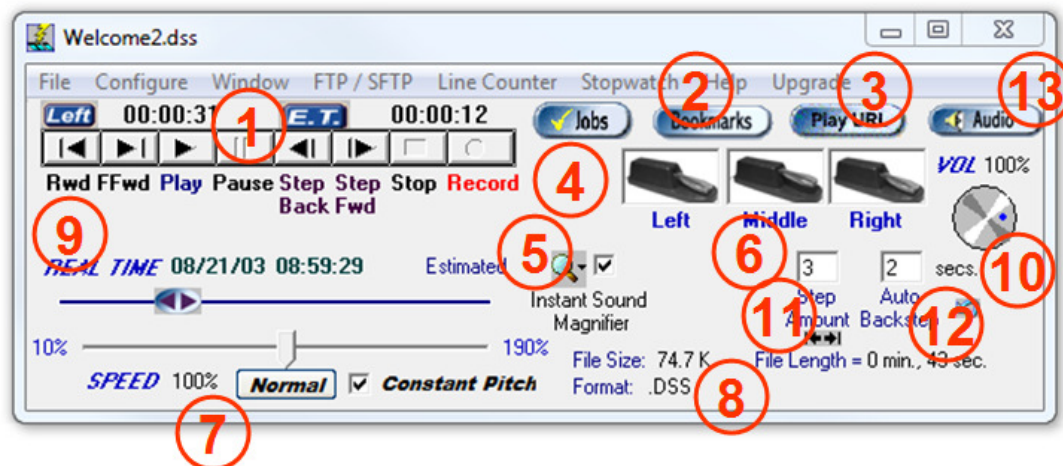 Welcome2.dss
File Configure Window FTP / SFTP Line Counter Stopwatch Help Upgrade
Left 00:00:31 E.T. 00:00:12 Jobs Bookmarks Play URL Audio
1 2 3 13
Rwd FFwd Play Pause Step Back Step Fwd Stop Record
4
Left Middle Right
VOL 100%
9 5 6 10
REAL TIME 08/21/03 08:59:29 Estimated
3 2 secs.
Instant Sound Magnifier
Step Amount Auto Backstep
11 12
10% 190%
File Size: 74.7 K File Length = 0 min., 43 sec.
SPEED 100% Normal Constant Pitch
Format: .DSS
7 8